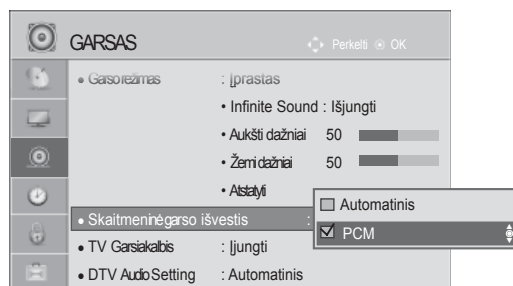 GARSAS Perkelti OK
• Garso režimas : Įprastas
• Infinite Sound : Išjungti
• Aukšti dažniai 50
• Žemi dažniai 50
• Atstatyti
• Skaitmeninė garso išvestis :
Automatinis
PCM
• TV Garsiakalbis : Įjungti
• DTV Audio Setting : Automatinis